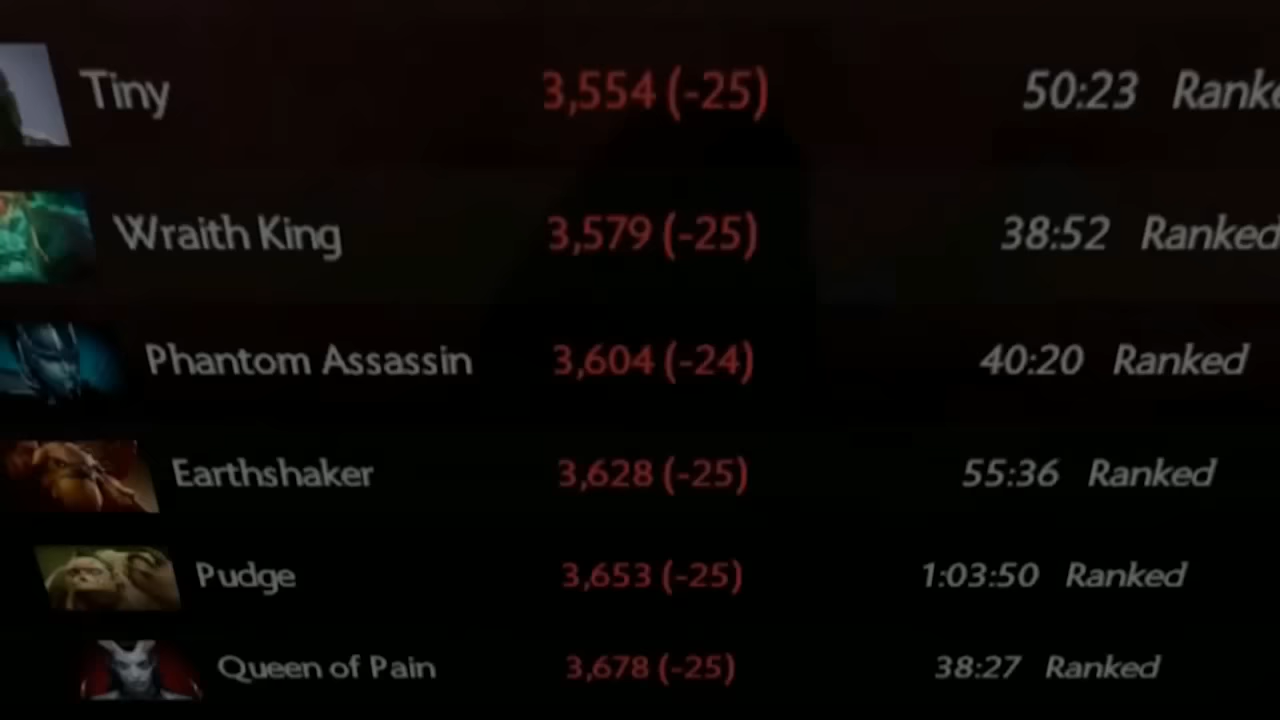 Tiny 3,554 (-25) 50:23 Ranke
Wraith King 3,579 (-25) 38:52 Ranked
Phantom Assassin 3,604 (-24) 40:20 Ranked
Earthshaker 3,628 (-25) 55:36 Ranked
Pudge 3,653 (-25) 1:03:50 Ranked
Queen of Pain 3,678 (-25) 38:27 Ranked